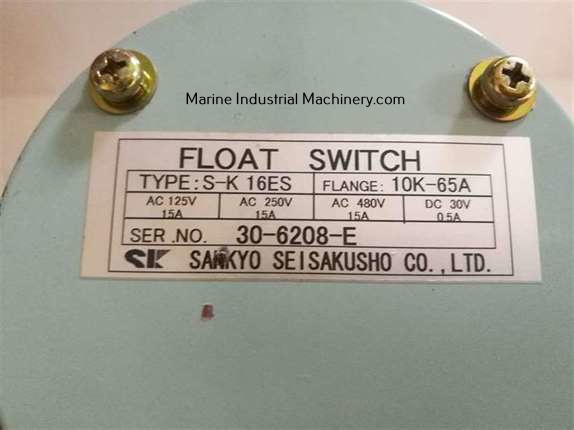 Marine Industrial Machinery.com
FLOAT SWITCH
TYPE: S-K 16ES FLANGE: 10K-65A
AC 125V 15A AC 250V 15A AC 480V 15A DC 30V 0.5A
SER .NO. 30-6208-E
SK SANKYO SEISAKUSHO CO., LTD.